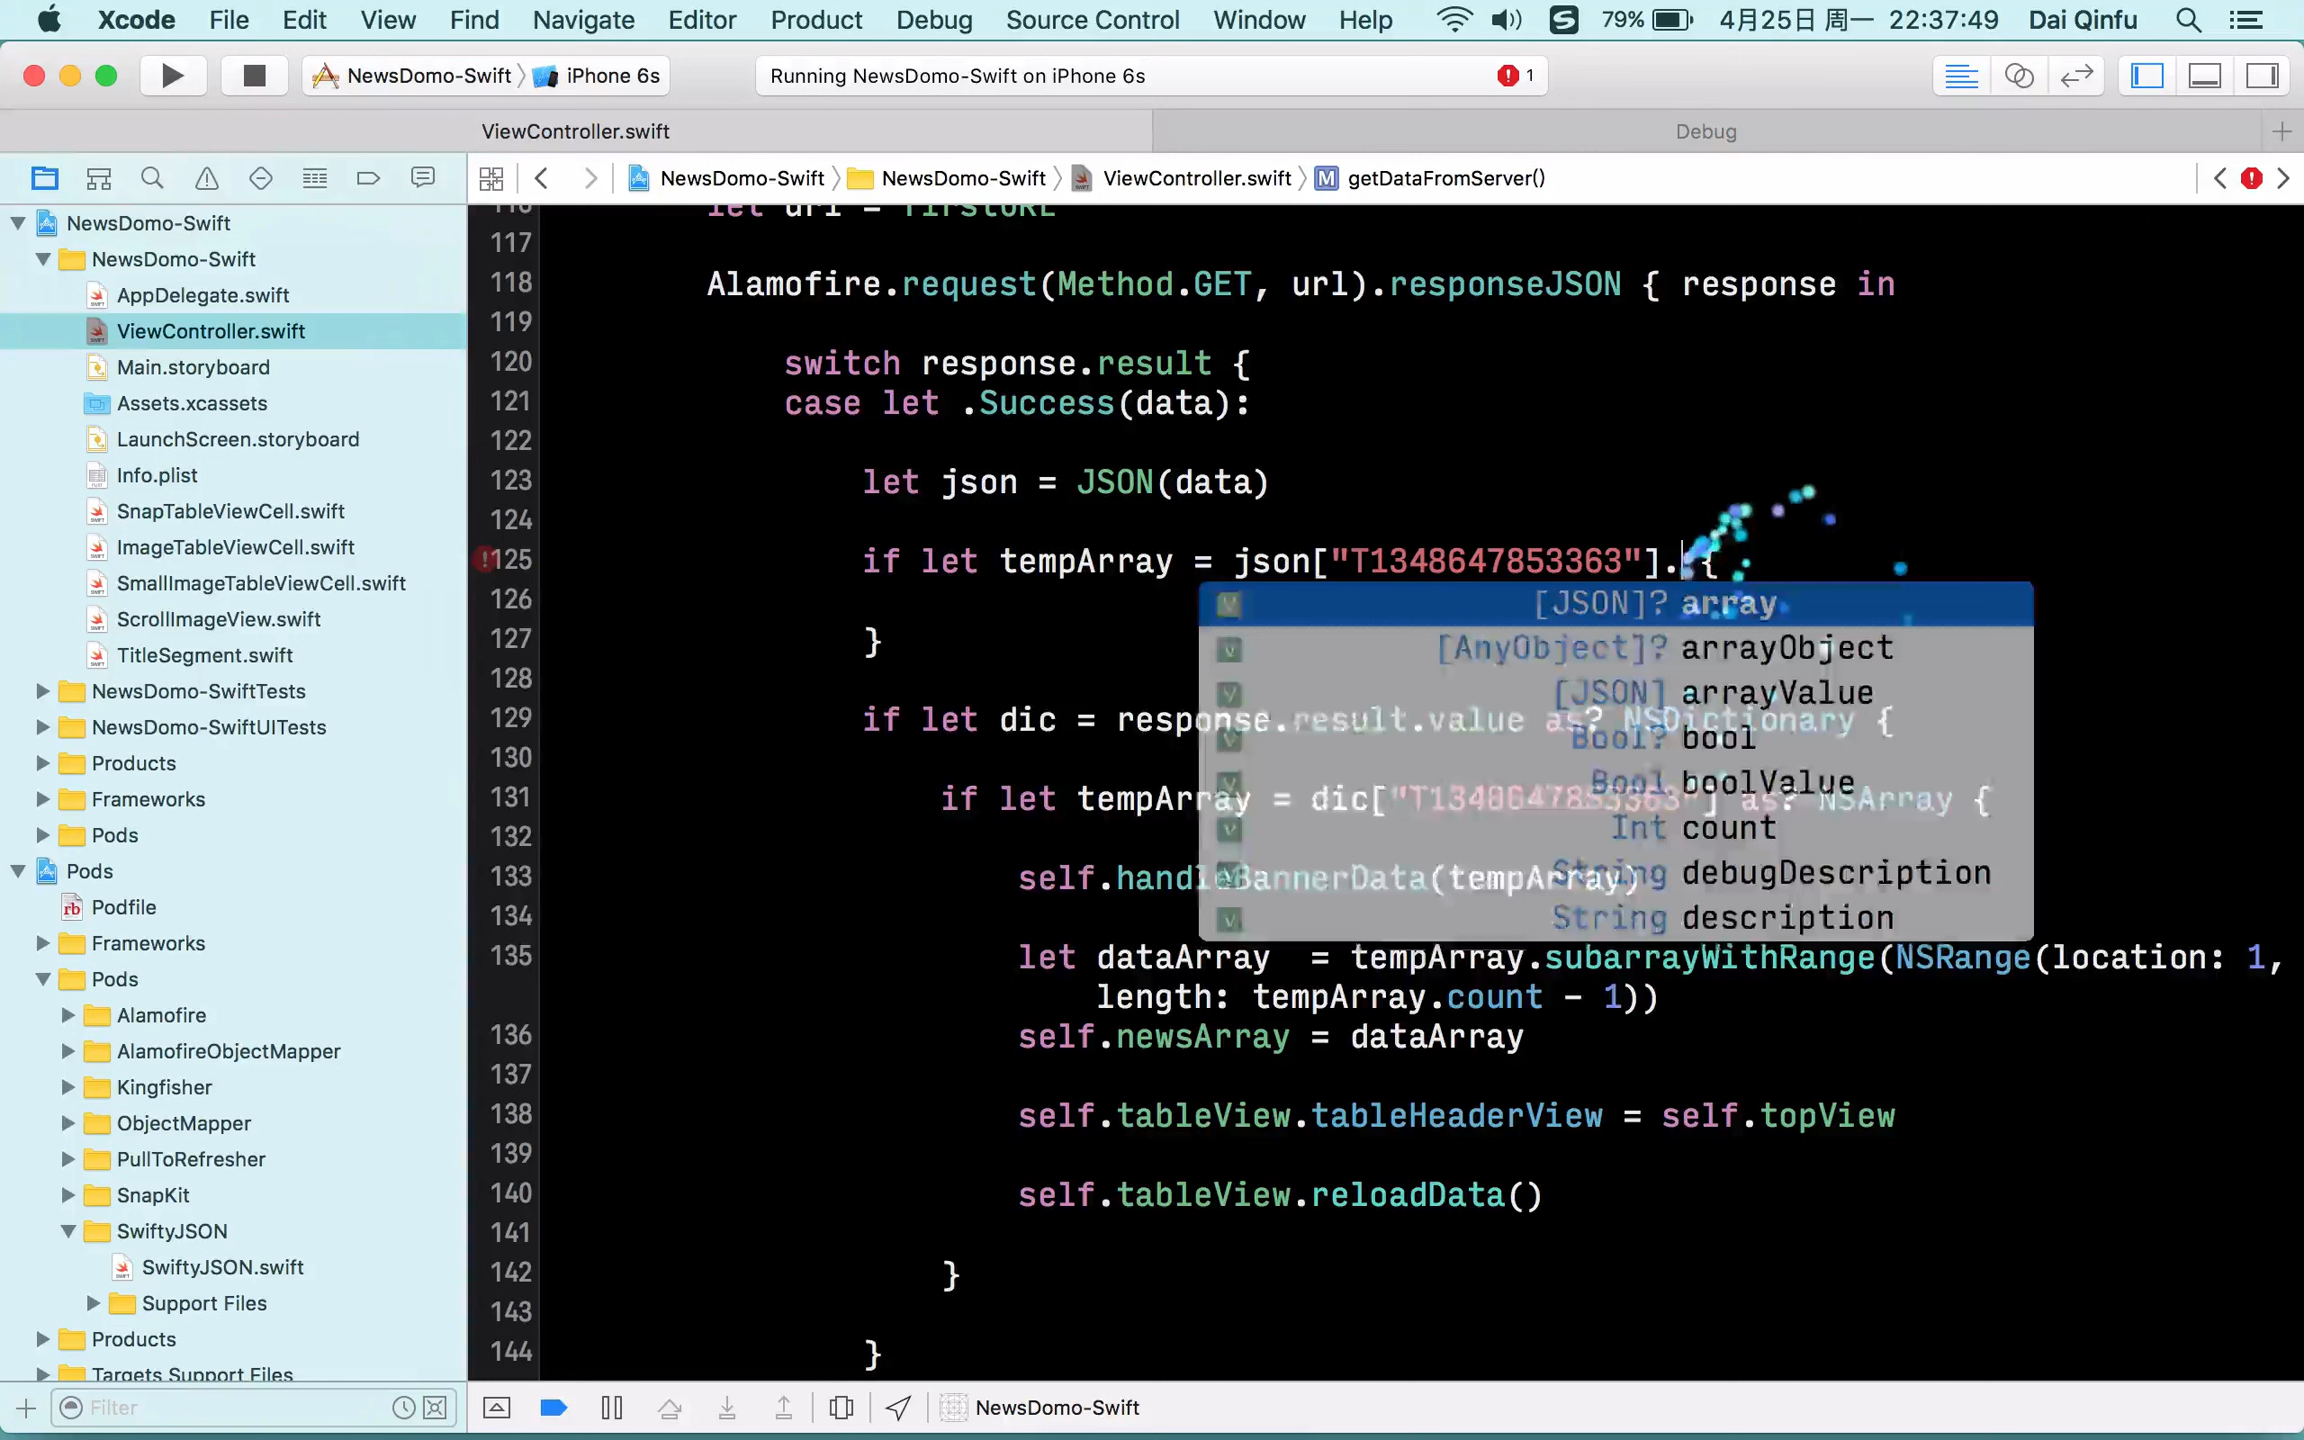 Xcode File Edit View Find Navigate Editor Product Debug Source Control Window Help 79% 4月25日 周一 22:37:49 Dai Qinfu
NewsDomo-Swift iPhone 6s Running NewsDomo-Swift on iPhone 6s 1
ViewController.swift Debug
NewsDomo-Swift NewsDomo-Swift ViewController.swift M getDataFromServer()
NewsDomo-Swift
NewsDomo-Swift
AppDelegate.swift
ViewController.swift
Main.storyboard
Assets.xcassets
LaunchScreen.storyboard
Info.plist
SnapTableViewCell.swift
ImageTableViewCell.swift
SmallImageTableViewCell.swift
ScrollImageView.swift
TitleSegment.swift
NewsDomo-SwiftTests
NewsDomo-SwiftUITests
Products
Frameworks
Pods
Pods
Podfile
Frameworks
Pods
Alamofire
AlamofireObjectMapper
Kingfisher
ObjectMapper
PullToRefresher
SnapKit
SwiftyJSON
SwiftyJSON.swift
Support Files
Products
Targets Support Files
Filter
116 let url = firstURL
117
118 Alamofire.request(Method.GET, url).responseJSON { response in
119
120 switch response.result {
121 case let .Success(data):
122
123 let json = JSON(data)
124
125 if let tempArray = json["T1348647853363"]. {
126
127 }
128
129 if let dic = response.result.value as? NSDictionary {
130
131 if let tempArray = dic["T1348647853363"] as? NSArray {
132
133 self.handleBannerData(tempArray)
134
135 let dataArray  = tempArray.subarrayWithRange(NSRange(location: 1,
length: tempArray.count - 1))
136 self.newsArray = dataArray
137
138 self.tableView.tableHeaderView = self.topView
139
140 self.tableView.reloadData()
141
142 }
143
144 }
V [JSON]? array
V [AnyObject]? arrayObject
V [JSON] arrayValue
V Bool? bool
V Bool boolValue
V Int count
V String debugDescription
V String description
NewsDomo-Swift